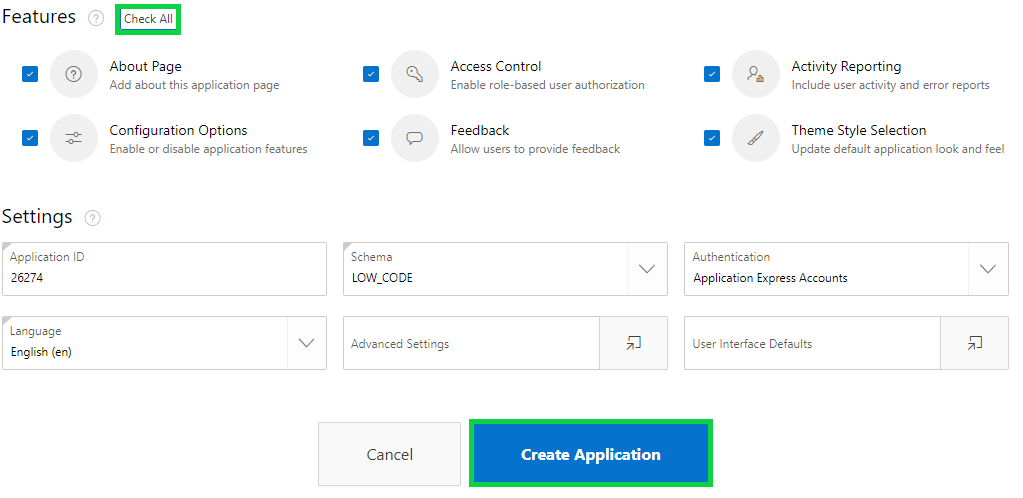 Features ? Check All
About Page Access Control Activity Reporting
Add about this application page Enable role-based user authorization Include user activity and error reports
Configuration Options Feedback Theme Style Selection
Enable or disable application features Allow users to provide feedback Update default application look and feel
Settings ?
Application ID Schema Authentication
26274 LOW_CODE Application Express Accounts
Language
English (en) Advanced Settings User Interface Defaults
Cancel Create Application